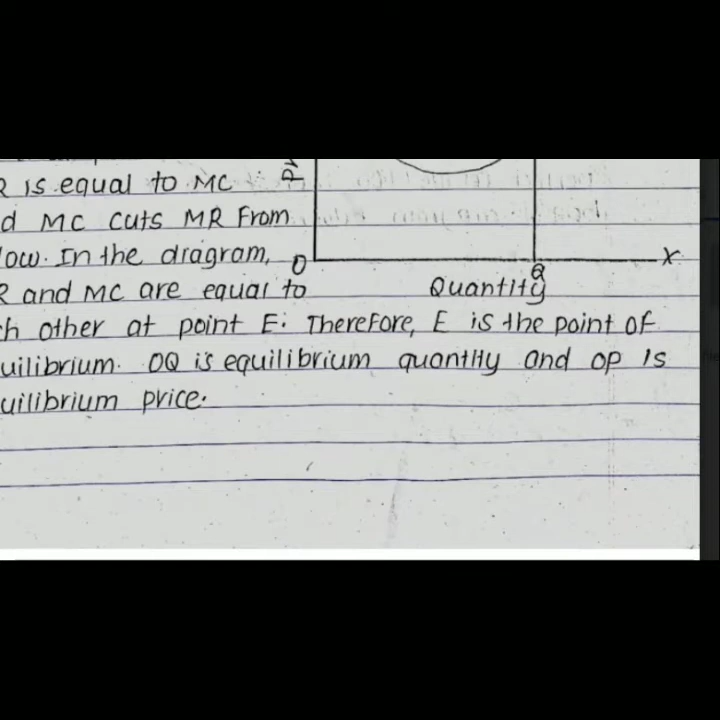 R is equal to MC
d MC cuts MR From
low. In the diagram, O X
Q
R and MC are equal to Quantity
ch other at point E. Therefore, E is the point of
uilibrium. OQ is equilibrium quantity and op is
uilibrium price.